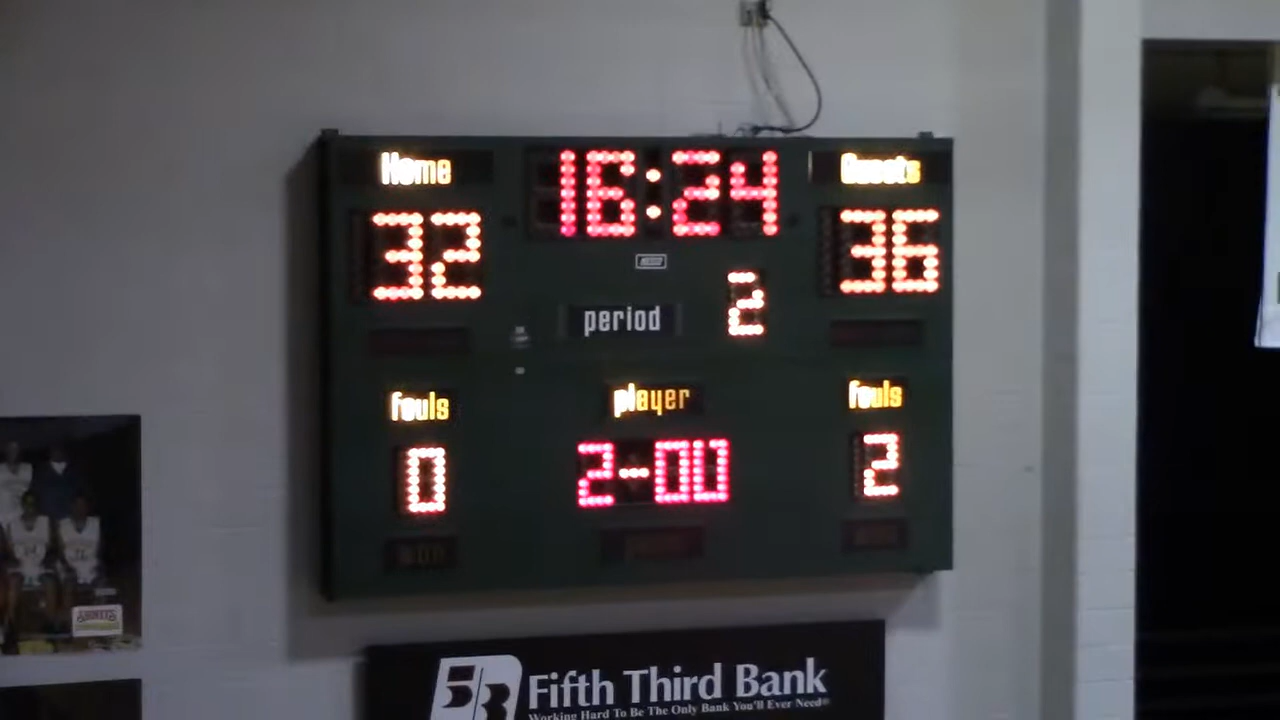 Home 16:24 Guests
32 36
period 2
fouls player fouls
0 2-00 2
53 Fifth Third Bank
Working Hard To Be The Only Bank You'll Ever Need®